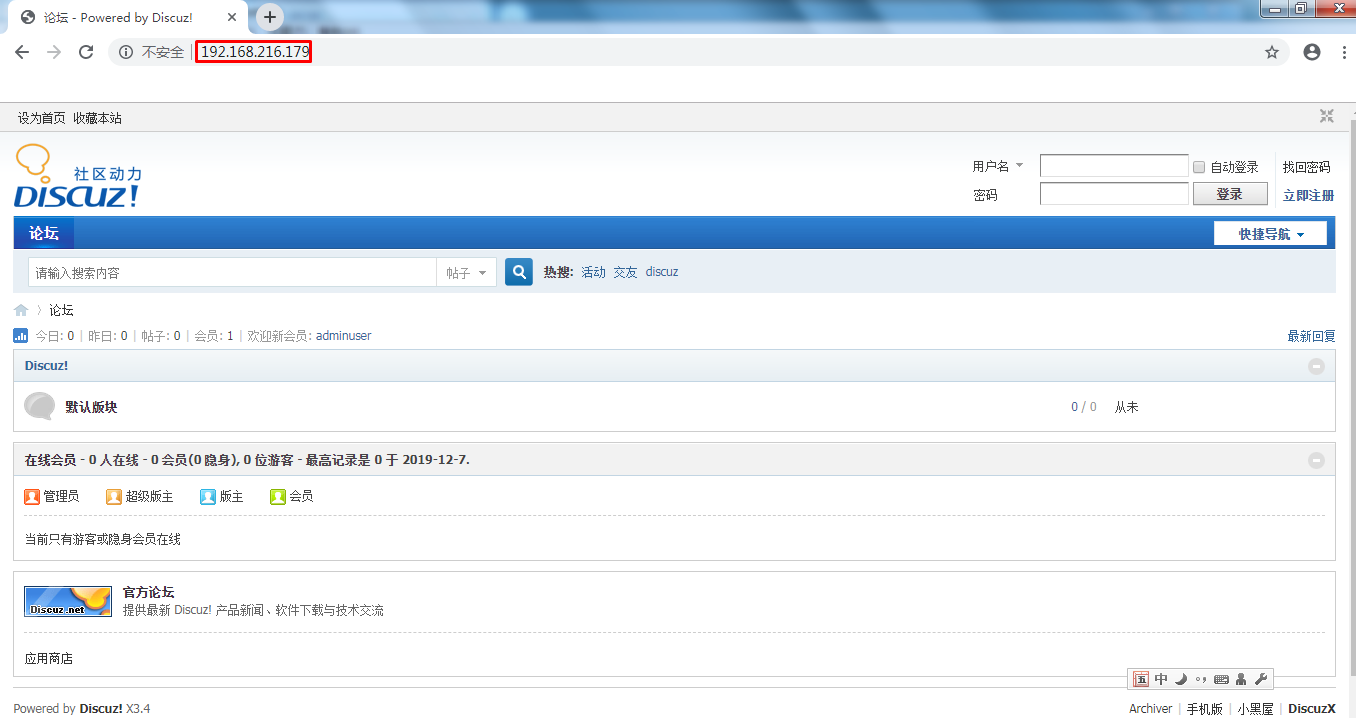 论坛 - Powered by Discuz!
不安全 192.168.216.179
设为首页 收藏本站
社区动力
DISCUZ!
用户名 自动登录 找回密码
密码 登录 立即注册
论坛 快捷导航
请输入搜索内容 帖子 热搜: 活动 交友 discuz
论坛
今日: 0 | 昨日: 0 | 帖子: 0 | 会员: 1 | 欢迎新会员: adminuser 最新回复
Discuz!
默认版块 0 / 0 从未
在线会员 - 0 人在线 - 0 会员(0 隐身), 0 位游客 - 最高记录是 0 于 2019-12-7.
管理员 超级版主 版主 会员
当前只有游客或隐身会员在线
Discuz.net 官方论坛
提供最新 Discuz! 产品新闻、软件下载与技术交流
应用商店
五 中
Powered by Discuz! X3.4 Archiver | 手机版 | 小黑屋 | DiscuzX